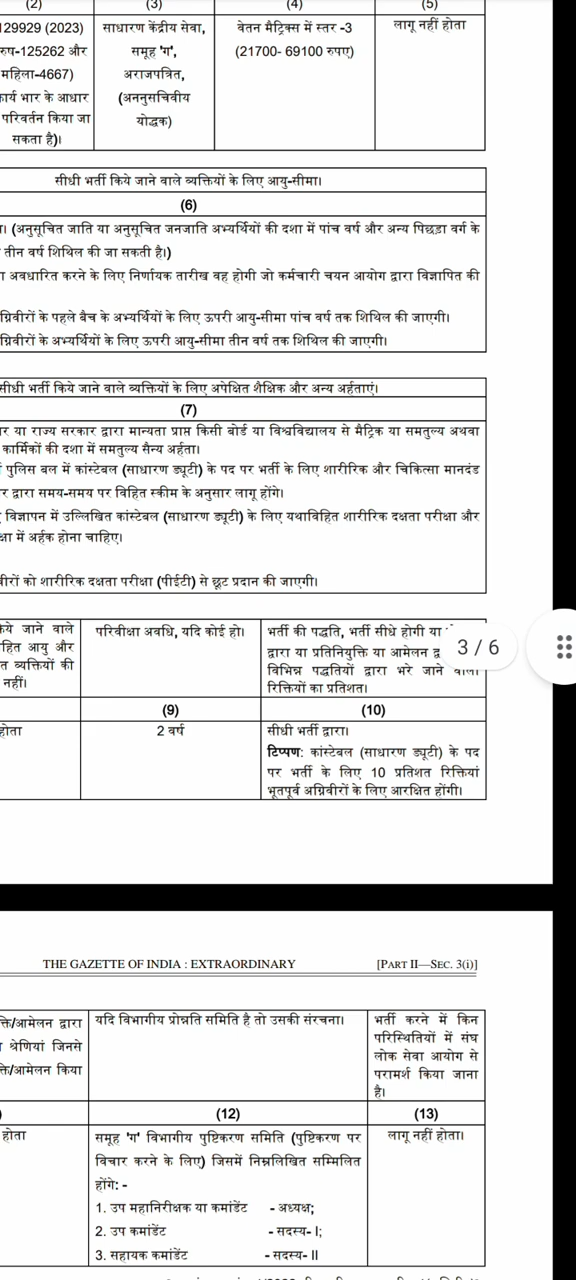 (2) (3) (4) (5)
129929 (2023) साधारण केंद्रीय सेवा, वेतन मैट्रिक्स में स्तर -3 लागू नहीं होता
रुष-125262 और समूह 'ग', (21700- 69100 रुपए)
महिला-4667) अराजपत्रित,
कार्य भार के आधार (अननुसचिवीय
परिवर्तन किया जा योद्धक)
सकता है)।
सीधी भर्ती किये जाने वाले व्यक्तियों के लिए आयु-सीमा।
(6)
। (अनुसूचित जाति या अनुसूचित जनजाति अभ्यर्थियों की दशा में पांच वर्ष और अन्य पिछड़ा वर्ग के
तीन वर्ष शिथिल की जा सकती है।)
अवधारित करने के लिए निर्णायक तारीख वह होगी जो कर्मचारी चयन आयोग द्वारा विज्ञापित की
ग्निवीरों के पहले बैच के अभ्यर्थियों के लिए ऊपरी आयु-सीमा पांच वर्ष तक शिथिल की जाएगी।
ग्निवीरों के अभ्यर्थियों के लिए ऊपरी आयु-सीमा तीन वर्ष तक शिथिल की जाएगी।
सीधी भर्ती किये जाने वाले व्यक्तियों के लिए अपेक्षित शैक्षिक और अन्य अर्हताएं।
(7)
र या राज्य सरकार द्वारा मान्यता प्राप्त किसी बोर्ड या विश्वविद्यालय से मैट्रिक या समतुल्य अथवा
कार्मिकों की दशा में समतुल्य सैन्य अर्हता।
पुलिस बल में कांस्टेबल (साधारण ड्यूटी) के पद पर भर्ती के लिए शारीरिक और चिकित्सा मानदंड
र द्वारा समय-समय पर विहित स्कीम के अनुसार लागू होंगे।
विज्ञापन में उल्लिखित कांस्टेबल (साधारण ड्यूटी) के लिए यथाविहित शारीरिक दक्षता परीक्षा और
क्षा में अर्हक होना चाहिए।
वीरों को शारीरिक दक्षता परीक्षा (पीईटी) से छूट प्रदान की जाएगी।
किये जाने वाले परिवीक्षा अवधि, यदि कोई हो। भर्ती की पद्धति, भर्ती सीधे होगी या
हित आयु और द्वारा या प्रतिनियुक्ति या आमेलन द्व
त व्यक्तियों की विभिन्न पद्धतियों द्वारा भरे जाने वाली
नहीं। रिक्तियों का प्रतिशत।
3 / 6
(9) (10)
होता 2 वर्ष सीधी भर्ती द्वारा।
टिप्पण: कांस्टेबल (साधारण ड्यूटी) के पद
पर भर्ती के लिए 10 प्रतिशत रिक्तियां
भूतपूर्व अग्निवीरों के लिए आरक्षित होंगी।
THE GAZETTE OF INDIA : EXTRAORDINARY [PART II—SEC. 3(i)]
क्ति/आमेलन द्वारा यदि विभागीय प्रोन्नति समिति है तो उसकी संरचना। भर्ती करने में किन
श्रेणियां जिनसे परिस्थितियों में संघ
क्ति/आमेलन किया लोक सेवा आयोग से
परामर्श किया जाना
है।
) (12) (13)
होता समूह 'ग' विभागीय पुष्टिकरण समिति (पुष्टिकरण पर लागू नहीं होता।
विचार करने के लिए) जिसमें निम्नलिखित सम्मिलित
होंगे: -
1. उप महानिरीक्षक या कमांडेंट - अध्यक्ष;
2. उप कमांडेंट - सदस्य- I;
3. सहायक कमांडेंट - सदस्य- II